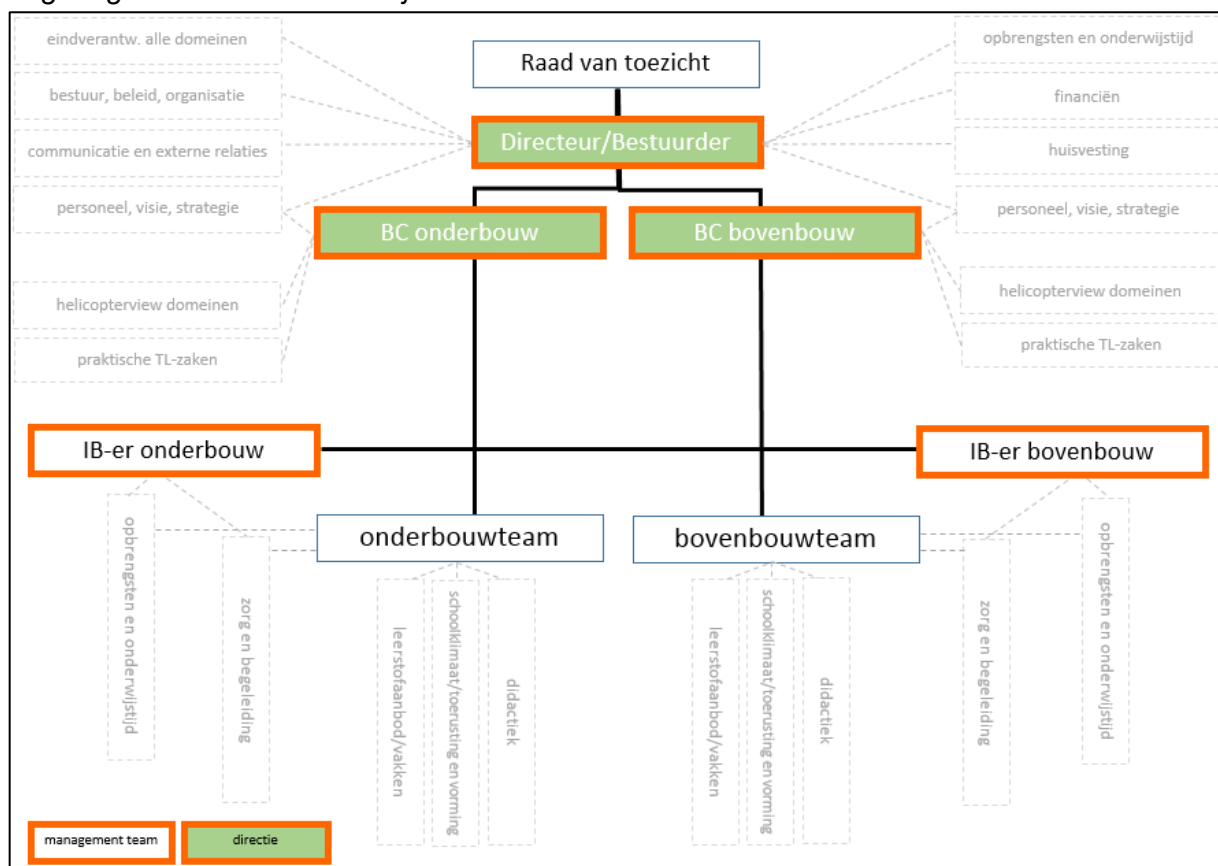 eindverantw. alle domeinen
bestuur, beleid, organisatie
communicatie en externe relaties
personeel, visie, strategie
helicopterview domeinen
praktische TL-zaken
Raad van toezicht
Directeur/Bestuurder
BC onderbouw
BC bovenbouw
opbrengsten en onderwijstijd
financiën
huisvesting
personeel, visie, strategie
helicopterview domeinen
praktische TL-zaken
IB-er onderbouw
IB-er bovenbouw
onderbouwteam
bovenbouwteam
opbrengsten en onderwijstijd
zorg en begeleiding
leerstofaanbod/vakken
schoolklimaat/toerusting en vorming
didactiek
leerstofaanbod/vakken
schoolklimaat/toerusting en vorming
didactiek
zorg en begeleiding
opbrengsten en onderwijstijd
management team
directie